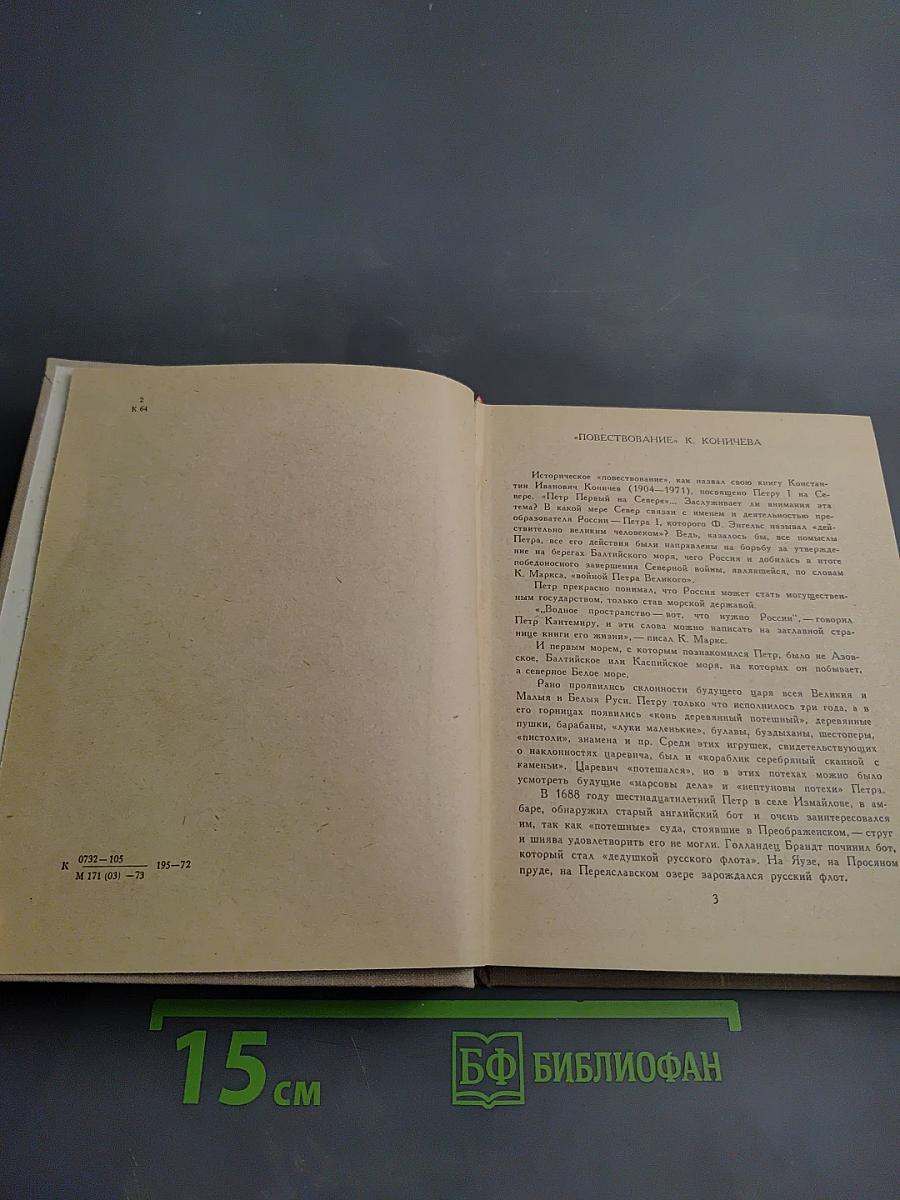 2
К 64
К 0732—105 195—72
М 171 (03) —73
«ПОВЕСТВОВАНИЕ» К. КОНИЧЕВА
Историческое «повествование», как назвал свою книгу Констан-
тин Иванович Коничев (1904—1971), посвящено Петру I на Се-
вере. «Петр Первый на Севере»... Заслуживает ли внимания эта
тема? В какой мере Север связан с именем и деятельностью пре-
образователя России — Петра I, которого Ф. Энгельс называл «дей-
ствительно великим человеком»? Ведь, казалось бы, все помыслы
Петра, все его действия были направлены на борьбу за утвержде-
ние на берегах Балтийского моря, чего Россия и добилась в итоге
победоносного завершения Северной войны, являвшейся, по словам
К. Маркса, «войной Петра Великого».
Петр прекрасно понимал, что Россия может стать могуществен-
ным государством, только став морской державой.
«„Водное пространство — вот, что нужно России", — говорил
Петр Кантемиру, и эти слова можно написать на заглавной стра-
нице книги его жизни», — писал К. Маркс.
И первым морем, с которым познакомился Петр, было не Азов-
ское, Балтийское или Каспийское моря, на которых он побывает,
а северное Белое море.
Рано проявились склонности будущего царя всея Великия и
Малыя и Белыя Руси. Петру только что исполнилось три года, а в
его горницах появились «конь деревянный потешный», деревянные
пушки, барабаны, «луки маленькие», булавы, буздыханы, шестоперы,
«пистоли», знамена и пр. Среди этих игрушек, свидетельствующих
о наклонностях царевича, был и «кораблик серебряный сканной с
каменьи». Царевич «потешался», но в этих потехах можно было
усмотреть будущие «марсовы дела» и «нептуновы потехи» Петра.
В 1688 году шестнадцатилетний Петр в селе Измайлове, в ам-
баре, обнаружил старый английский бот и очень заинтересовался
им, так как «потешные» суда, стоявшие в Преображенском, — струг
и шнява удовлетворить его не могли. Голландец Брандт починил бот,
который стал «дедушкой русского флота». На Яузе, на Просяном
пруде, на Переяславском озере зарождался русский флот.
3
15 см
БФ БИБЛИОФАН